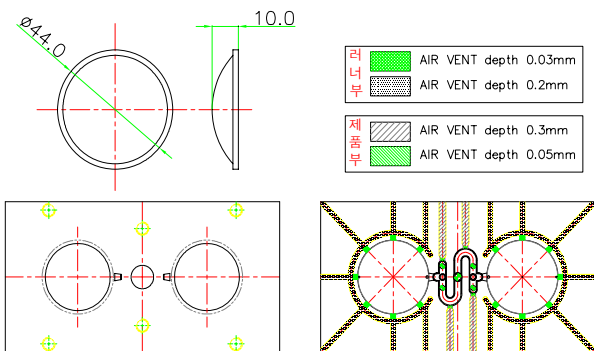 ø44.0
10.0
러너부
AIR VENT depth 0.03mm
AIR VENT depth 0.2mm
제품부
AIR VENT depth 0.3mm
AIR VENT depth 0.05mm